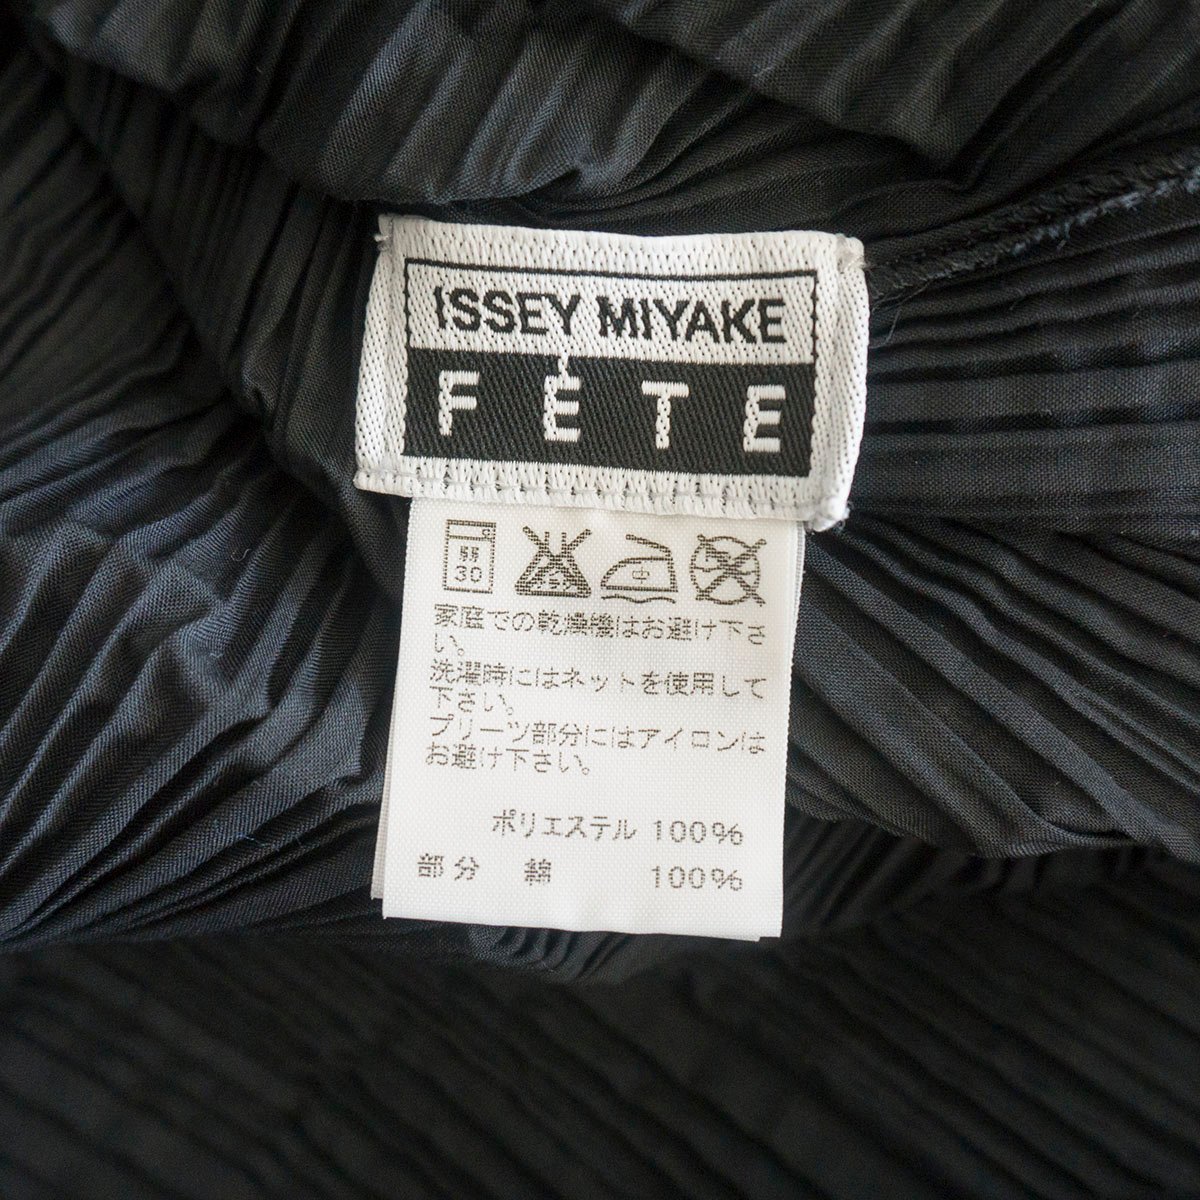 ISSEY MIYAKE
FÊTE
弱
30
中
家庭での乾燥機はお避け下さ
い。
洗濯時にはネットを使用して
下さい。
プリーツ部分にはアイロンは
お避け下さい。
ポリエステル 100%
部分 綿 100%